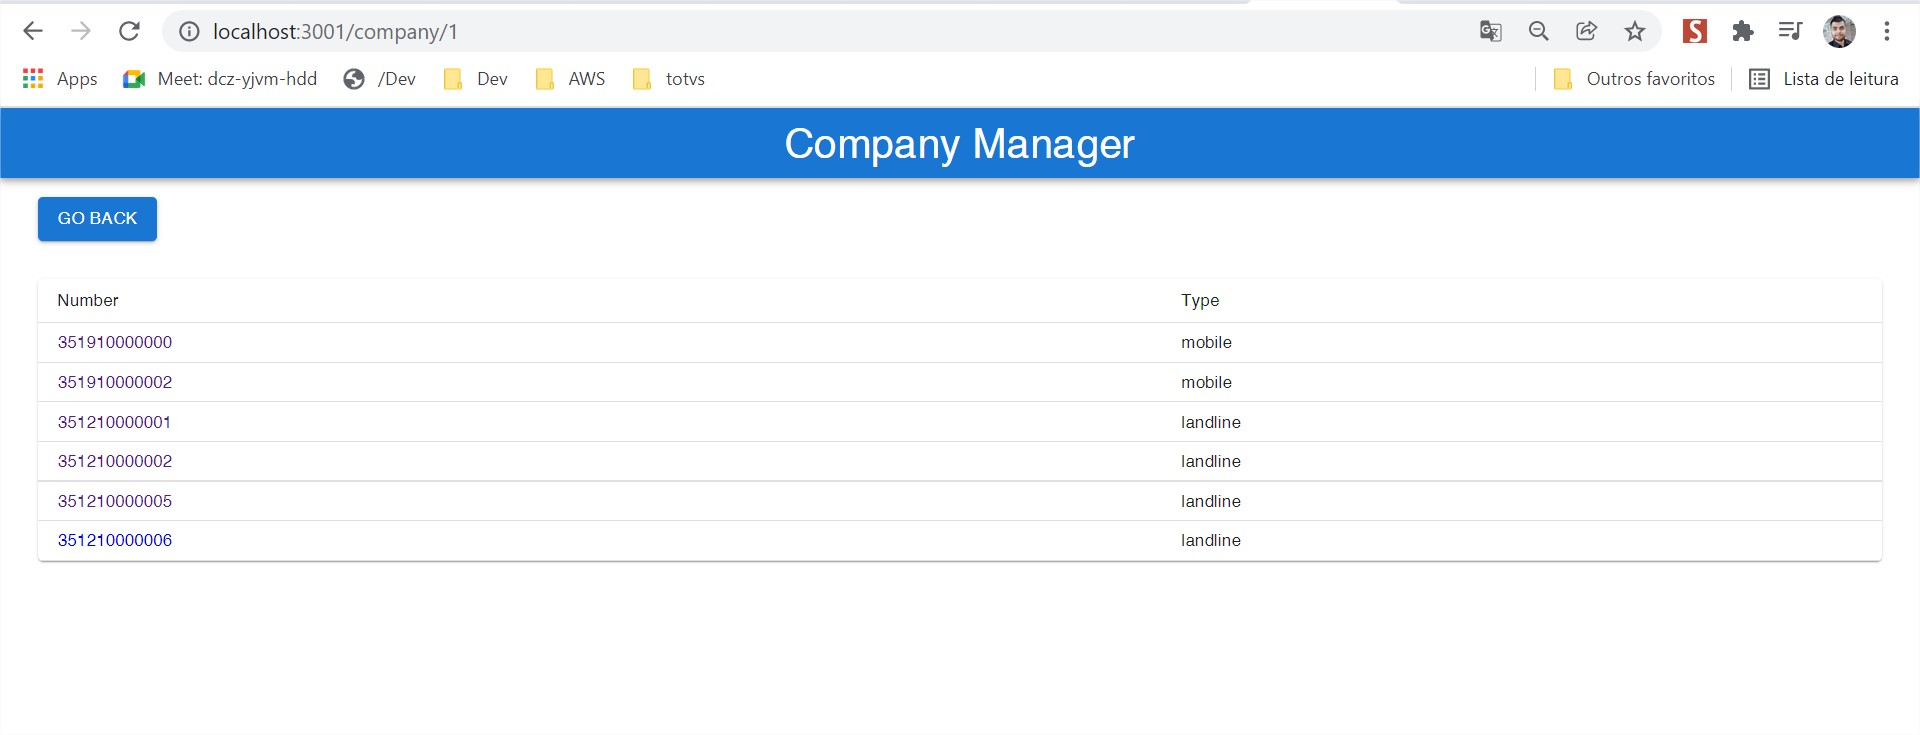 localhost:3001/company/1
Apps Meet: dcz-yjvm-hdd /Dev Dev AWS totvs Outros favoritos Lista de leitura
Company Manager
GO BACK
Number Type
351910000000 mobile
351910000002 mobile
351210000001 landline
351210000002 landline
351210000005 landline
351210000006 landline